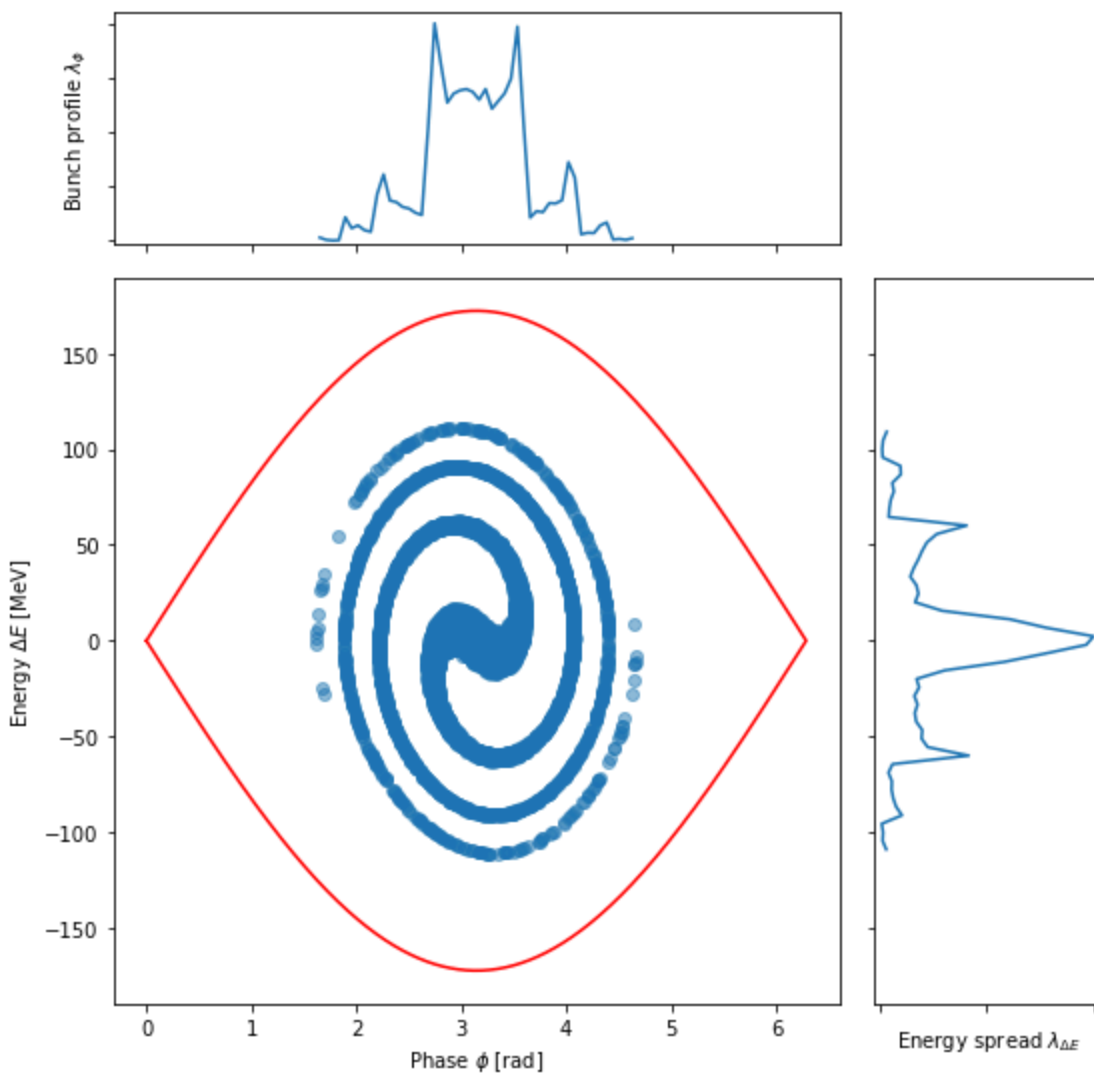 Bunch profile λ_ϕ
Energy ΔE [MeV]
150
100
50
0
−50
−100
−150
0 1 2 3 4 5 6
Phase ϕ [rad]
Energy spread λ_ΔE